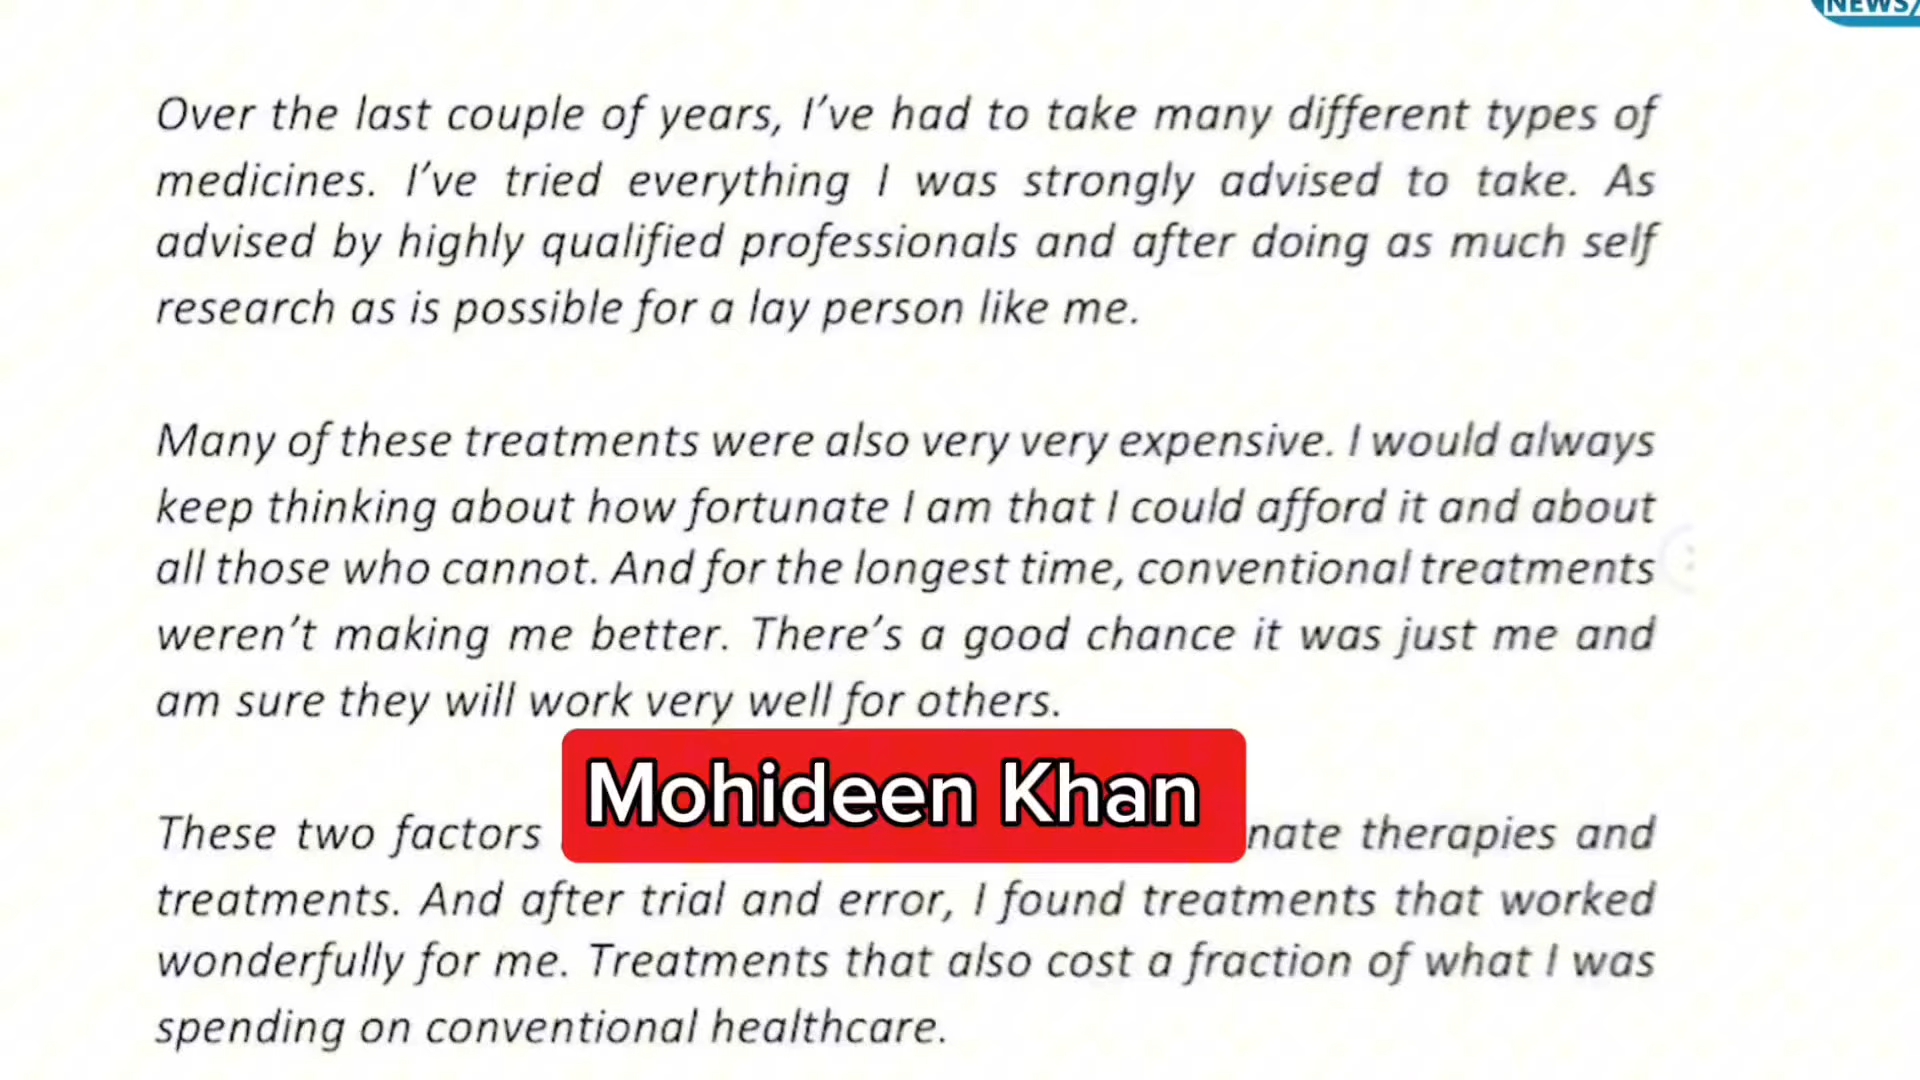 NEWS/
Over the last couple of years, I’ve had to take many different types of
medicines. I’ve tried everything I was strongly advised to take. As
advised by highly qualified professionals and after doing as much self
research as is possible for a lay person like me.
Many of these treatments were also very very expensive. I would always
keep thinking about how fortunate I am that I could afford it and about
all those who cannot. And for the longest time, conventional treatments
weren’t making me better. There’s a good chance it was just me and
am sure they will work very well for others.
Mohideen Khan
These two factors nate therapies and
treatments. And after trial and error, I found treatments that worked
wonderfully for me. Treatments that also cost a fraction of what I was
spending on conventional healthcare.